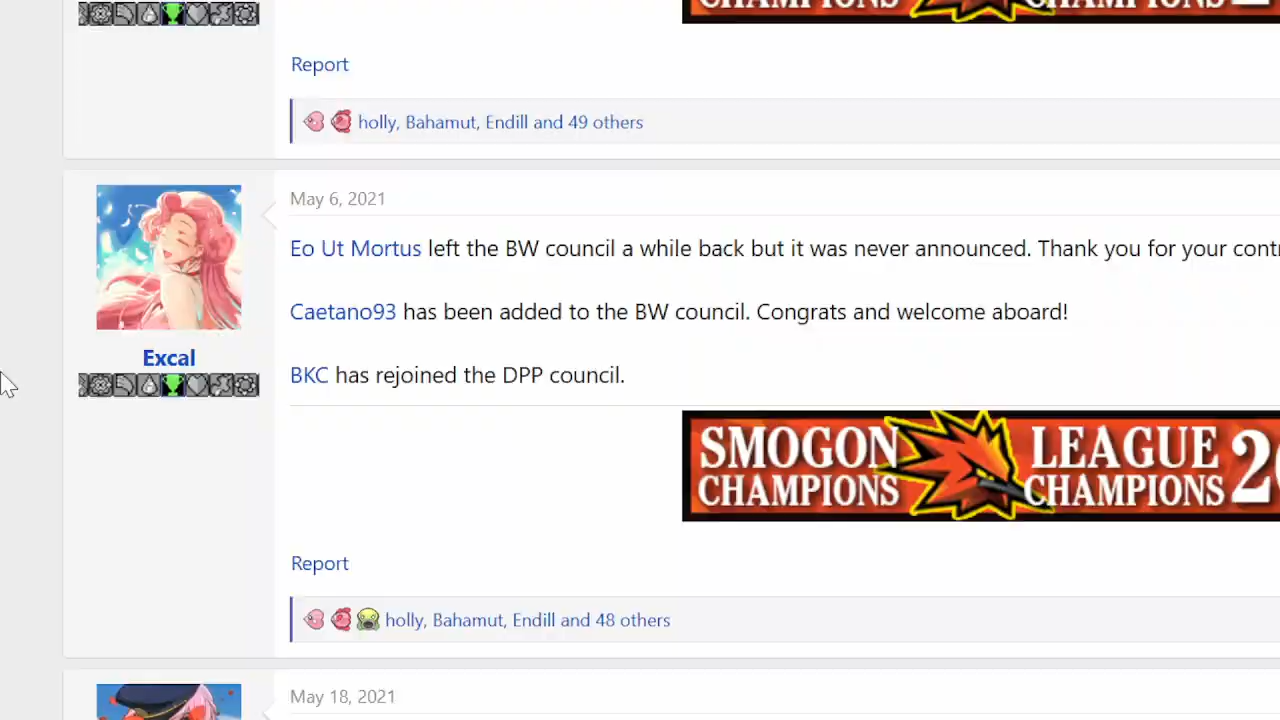 Report
holly, Bahamut, Endill and 49 others
May 6, 2021
Eo Ut Mortus left the BW council a while back but it was never announced. Thank you for your
Caetano93 has been added to the BW council. Congrats and welcome aboard!
Excal
BKC has rejoined the DPP council.
SMOGON LEAGUE
CHAMPIONS CHAMPIONS
Report
holly, Bahamut, Endill and 48 others
May 18, 2021